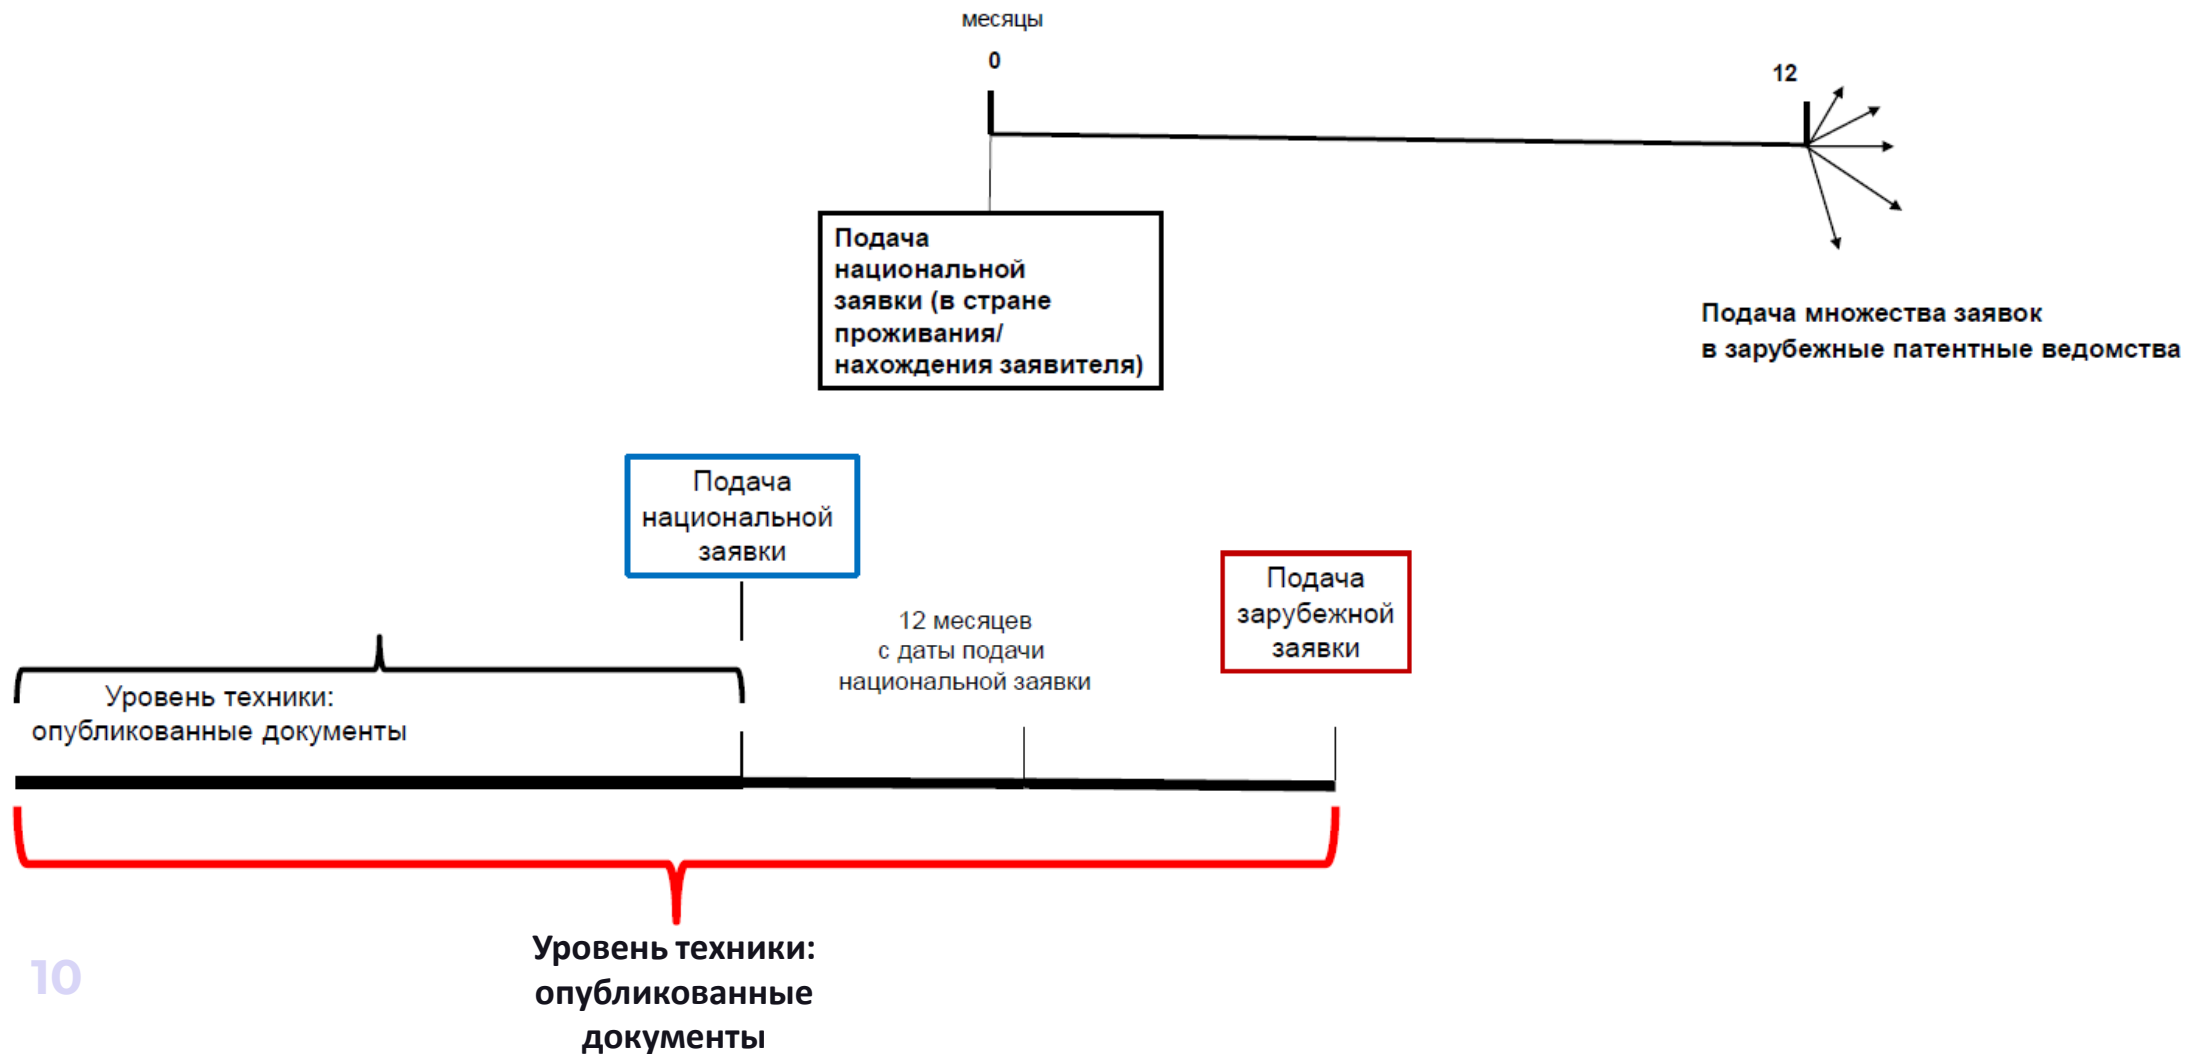 месяцы
0
12
Подача
национальной
заявки (в стране
проживания/
нахождения заявителя)
Подача множества заявок
в зарубежные патентные ведомства
Подача
национальной
заявки
Подача
зарубежной
заявки
12 месяцев
с даты подачи
национальной заявки
Уровень техники:
опубликованные документы
Уровень техники:
опубликованные
документы
10